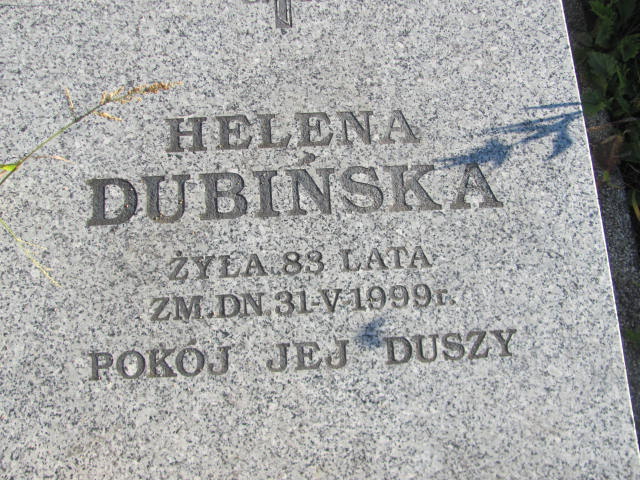 HELENA
DUBIŃSKA
ŻYŁA 83 LATA
ZM. DN. 31-V-1999r.
POKÓJ JEJ DUSZY